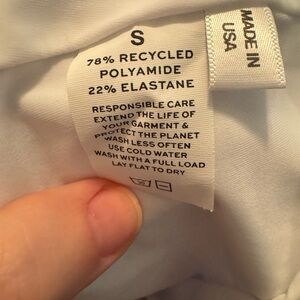 S
78% RECYCLED
POLYAMIDE
22% ELASTANE
RESPONSIBLE CARE
EXTEND THE LIFE OF
YOUR GARMENT &
PROTECT THE PLANET
WASH LESS OFTEN
USE COLD WATER
WASH WITH A FULL LOAD
LAY FLAT TO DRY
MADE IN
USA